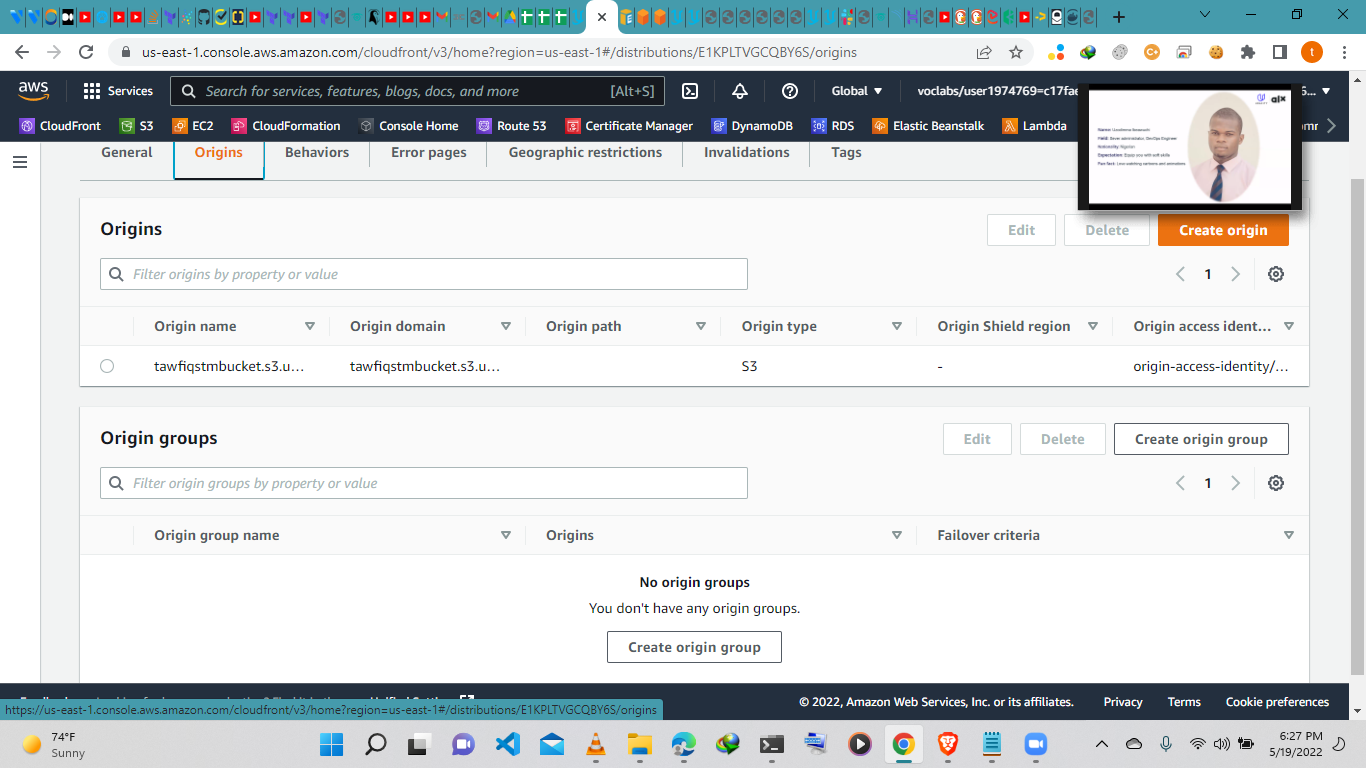 us-east-1.console.aws.amazon.com/cloudfront/v3/home?region=us-east-1#/distributions/E1KPLTVGCQBY6S/origins
t
aws
Services
Search for services, features, blogs, docs, and more [Alt+S]
Global
voclabs/user1974769=c17fae
6...
CloudFront
S3
EC2
CloudFormation
Console Home
Route 53
Certificate Manager
DynamoDB
RDS
Elastic Beanstalk
Lambda
General
Origins
Behaviors
Error pages
Geographic restrictions
Invalidations
Tags
Origins
Edit
Delete
Create origin
Filter origins by property or value
1
Origin name
Origin domain
Origin path
Origin type
Origin Shield region
Origin access ident...
tawfiqstmbucket.s3.u...
tawfiqstmbucket.s3.u...
S3
-
origin-access-identity/...
Origin groups
Edit
Delete
Create origin group
Filter origin groups by property or value
1
Origin group name
Origins
Failover criteria
No origin groups
You don't have any origin groups.
Create origin group
© 2022, Amazon Web Services, Inc. or its affiliates.
Privacy
Terms
Cookie preferences
https://us-east-1.console.aws.amazon.com/cloudfront/v3/home?region=us-east-1#/distributions/E1KPLTVGCQBY6S/origins
74°F
Sunny
6:27 PM
5/19/2022